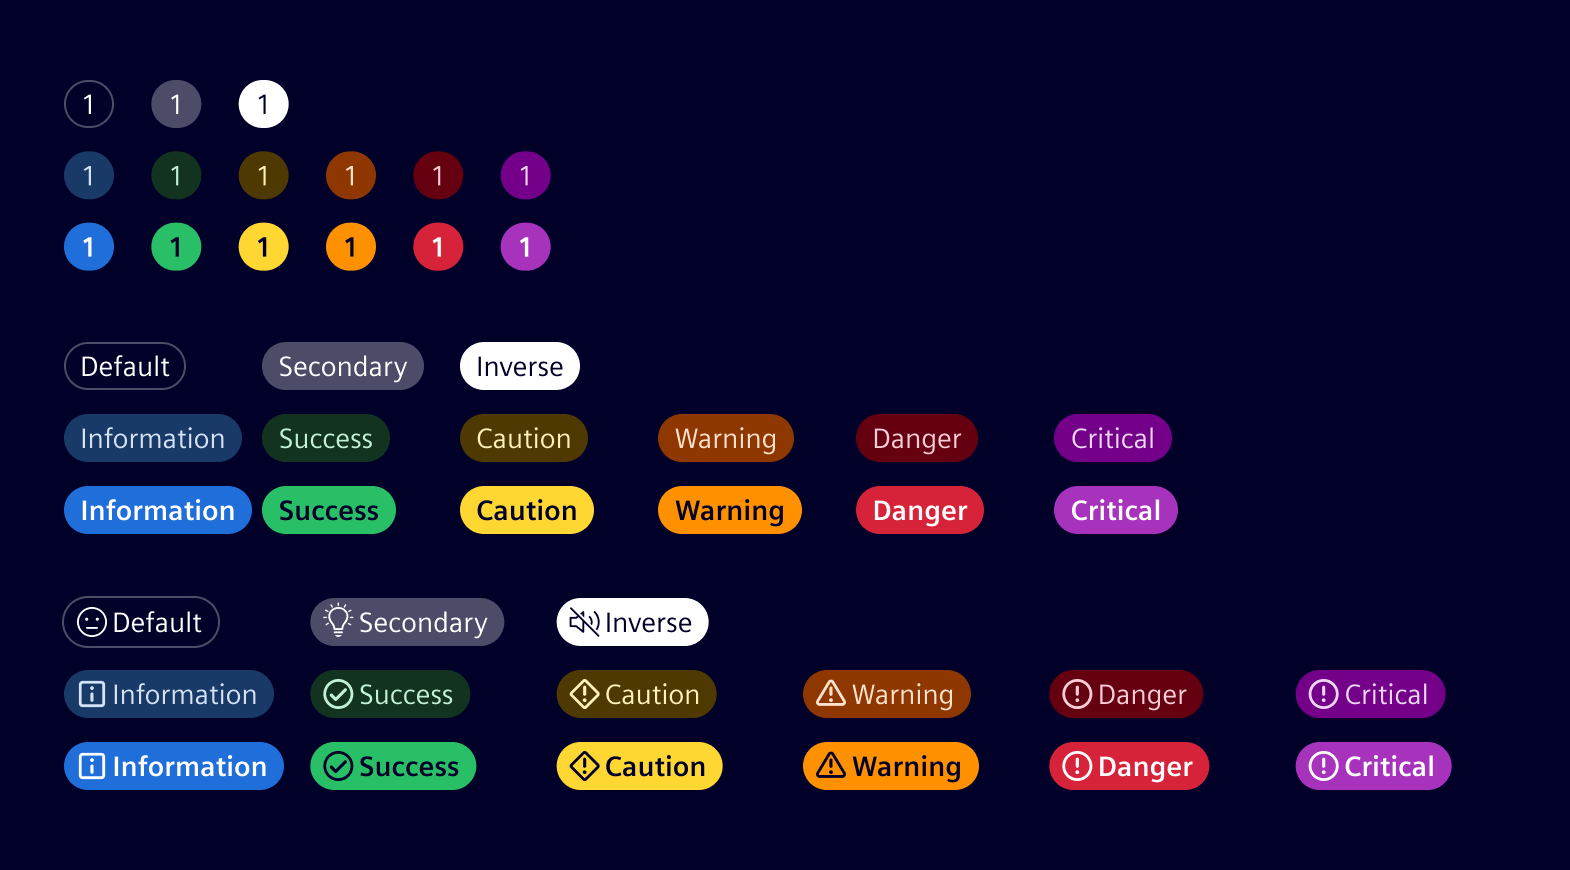 1 1 1
1 1 1 1 1 1
1 1 1 1 1 1
Default Secondary Inverse
Information Success Caution Warning Danger Critical
Information Success Caution Warning Danger Critical
Default Secondary Inverse
Information Success Caution Warning Danger Critical
Information Success Caution Warning Danger Critical